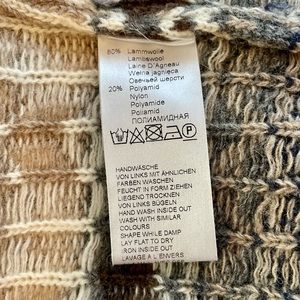 80% Lammwolle
Lambswool
Laine D'Agneau
Wełna jagnięca
Овечьей шерсти
20% Polyamid
Nylon
Polyamide
Poliamid
ПОЛИАМИДНАЯ
HANDWÄSCHE
VON LINKS MIT ÄHNLICHEN
FARBEN WASCHEN
FEUCHT IN FORM ZIEHEN
LIEGEND TROCKNEN
VON LINKS BÜGELN
HAND WASH INSIDE OUT
WASH WITH SIMILAR
COLOURS
SHAPE WHILE DAMP
LAY FLAT TO DRY
IRON INSIDE OUT
LAVAGE A L'ENVERS